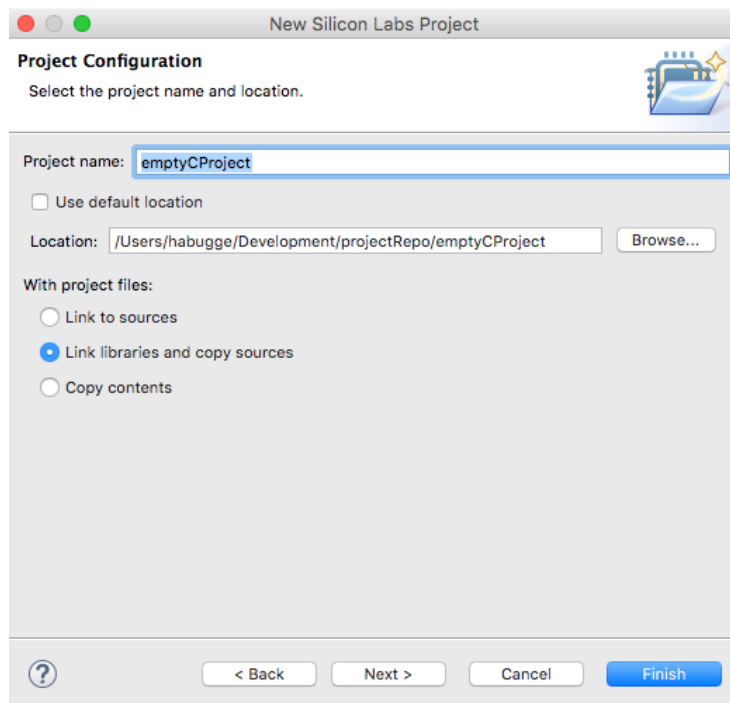 New Silicon Labs Project
Project Configuration
Select the project name and location.
Project name: emptyCProject
Use default location
Location: /Users/habugge/Development/projectRepo/emptyCProject Browse...
With project files:
Link to sources
Link libraries and copy sources
Copy contents
? < Back Next > Cancel Finish